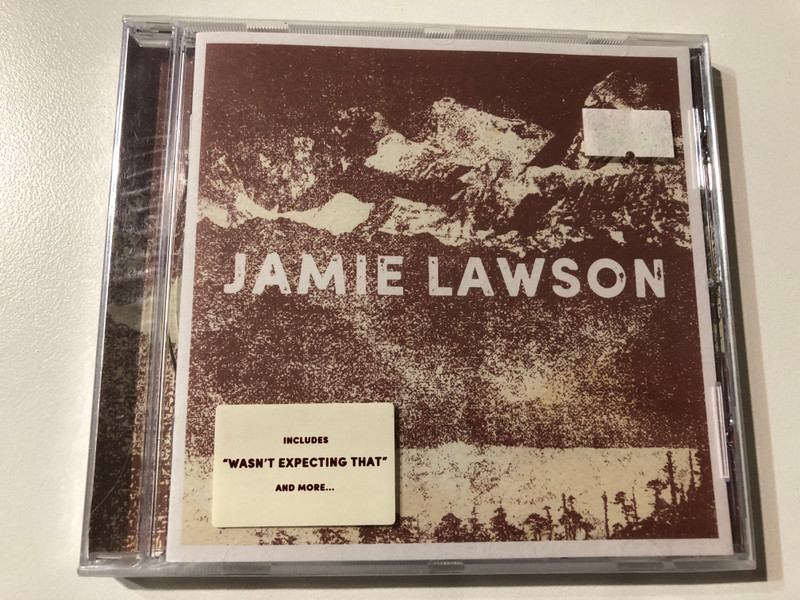 JAMIE LAWSON
INCLUDES
"WASN'T EXPECTING THAT"
AND MORE...